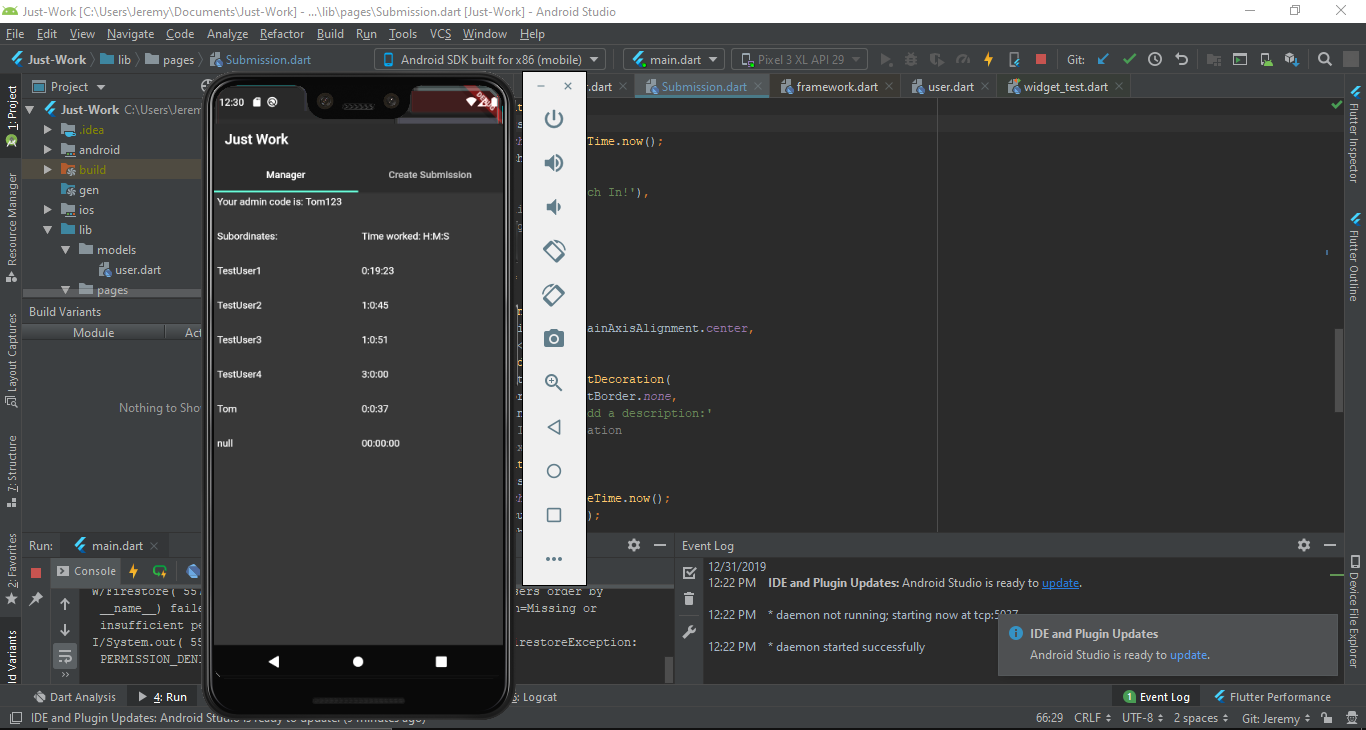 Just-Work [C:\Users\Jeremy\Documents\Just-Work] - ...\lib\pages\Submission.dart [Just-Work] - Android Studio
File Edit View Navigate Code Analyze Refactor Build Run Tools VCS Window Help
Just-Work lib pages Submission.dart Android SDK built for x86 (mobile) main.dart Pixel 3 XL API 29 Git:
Project
Submission.dart framework.dart user.dart widget_test.dart
1: Project
Resource Manager
Layout Captures
7: Structure
2: Favorites
Just-Work C:\Users\Jerem
.idea
android
build
gen
ios
lib
models
user.dart
pages
Build Variants
Module
Nothing to Sho
12:30
Just Work
Manager Create Submission
Your admin code is: Tom123
Subordinates: Time worked: H:M:S
TestUser1 0:19:23
TestUser2 1:0:45
TestUser3 1:0:51
TestUser4 3:0:00
Tom 0:0:37
null 00:00:00
Time.now();
ch In!'),
ainAxisAlignment.center,
tDecoration(
tBorder.none,
dd a description:'
ation
eTime.now();
);
Flutter Inspector
Flutter Outline
Device File Explorer
Run: main.dart
Console
W/Firestore( 55
__name__) faile
insufficient pe
I/System.out( 55
PERMISSION_DENI
ers order by
n=Missing or
irestoreException:
Event Log
12/31/2019
12:22 PM IDE and Plugin Updates: Android Studio is ready to update.
12:22 PM * daemon not running; starting now at tcp:5037
12:22 PM * daemon started successfully
IDE and Plugin Updates
Android Studio is ready to update.
Dart Analysis 4: Run Logcat 1 Event Log Flutter Performance
IDE and Plugin Updates: Android Studio is ready to update. (9 minutes ago) 66:29 CRLF UTF-8 2 spaces Git: Jeremy